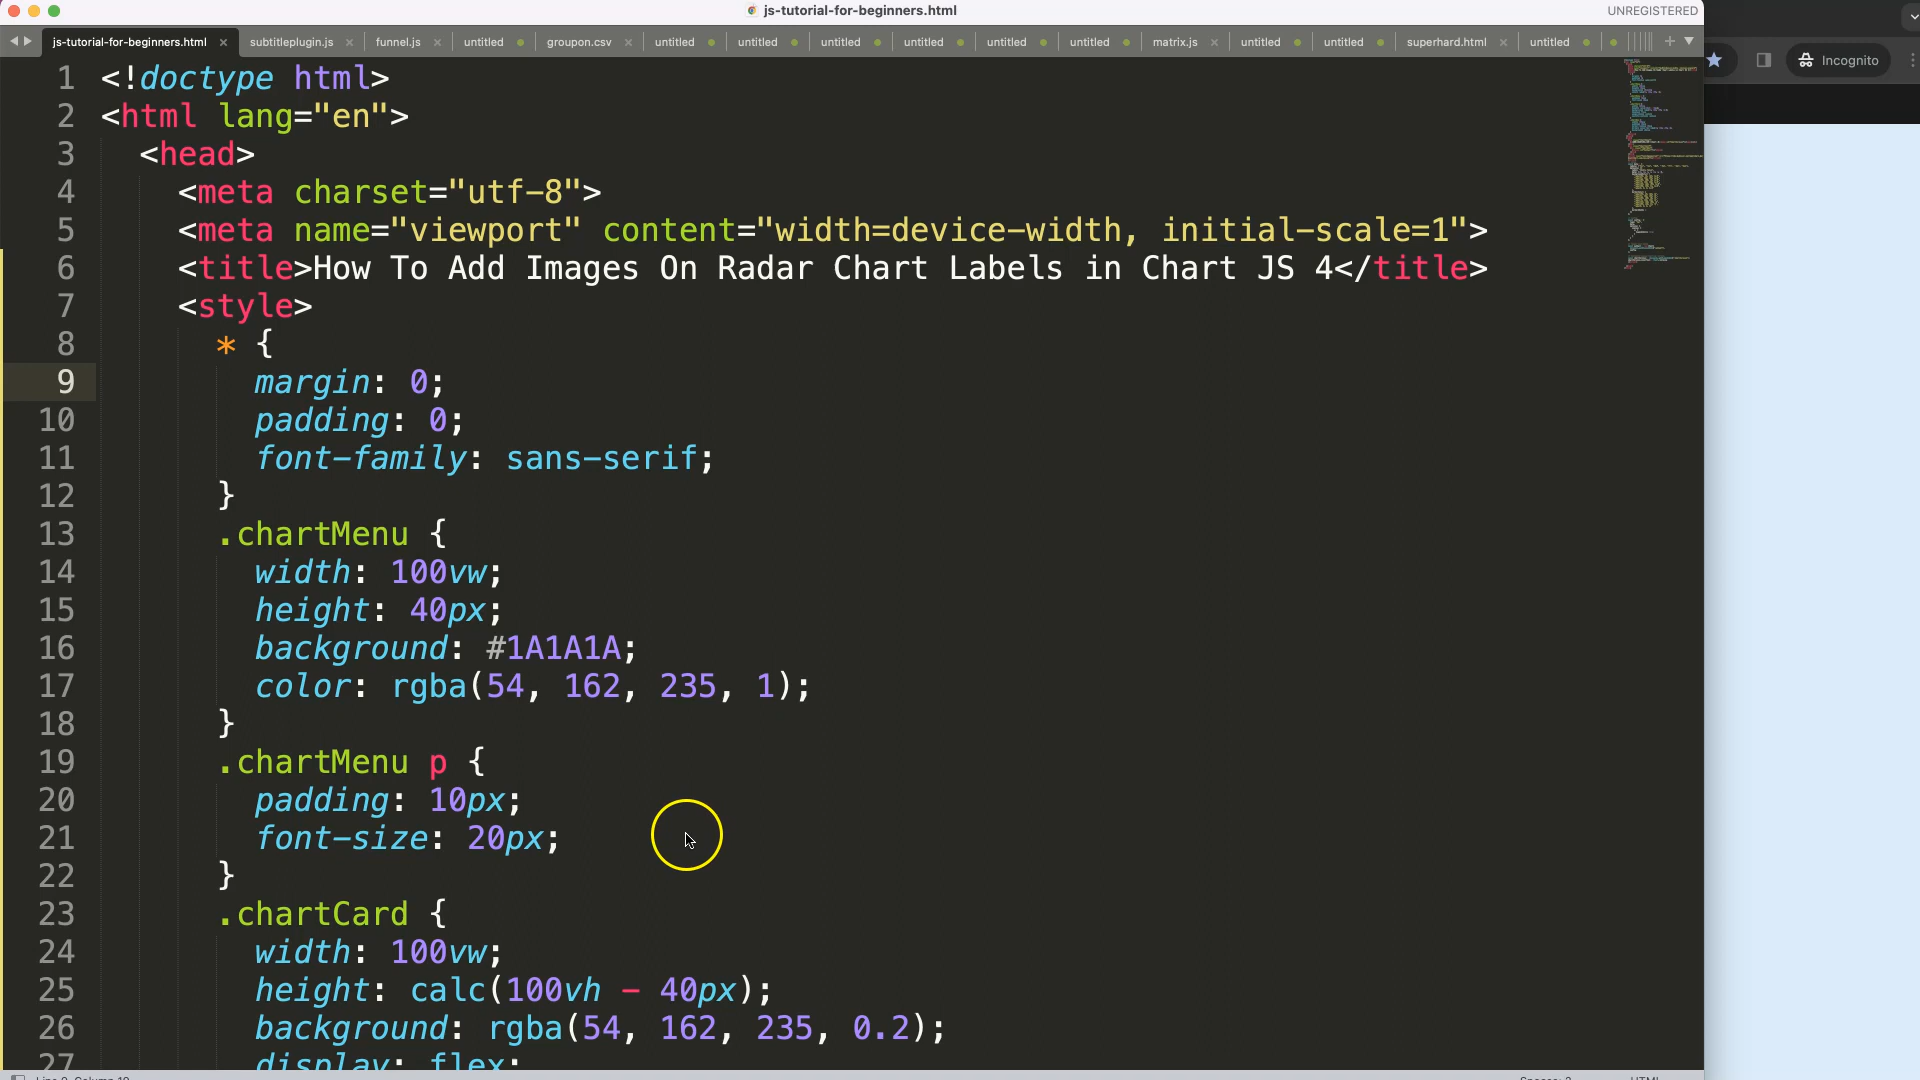 js-tutorial-for-beginners.html
UNREGISTERED
js-tutorial-for-beginners.html × subtitleplugin.js × funnel.js × untitled groupon.csv × untitled untitled untitled untitled untitled untitled matrix.js × untitled untitled superhard.html × untitled +
Incognito
1 <!doctype html>
2 <html lang="en">
3 <head>
4 <meta charset="utf-8">
5 <meta name="viewport" content="width=device-width, initial-scale=1">
6 <title>How To Add Images On Radar Chart Labels in Chart JS 4</title>
7 <style>
8 * {
9 margin: 0;
10 padding: 0;
11 font-family: sans-serif;
12 }
13 .chartMenu {
14 width: 100vw;
15 height: 40px;
16 background: #1A1A1A;
17 color: rgba(54, 162, 235, 1);
18 }
19 .chartMenu p {
20 padding: 10px;
21 font-size: 20px;
22 }
23 .chartCard {
24 width: 100vw;
25 height: calc(100vh - 40px);
26 background: rgba(54, 162, 235, 0.2);
27 display: flex;